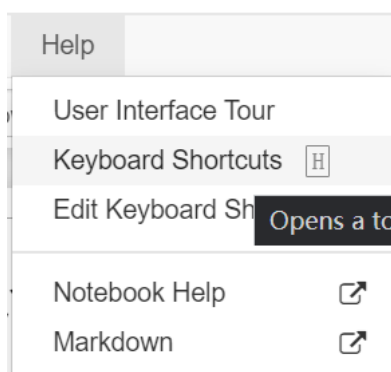 Help
User Interface Tour
Keyboard Shortcuts H
Edit Keyboard Sh
Opens a to
Notebook Help
Markdown